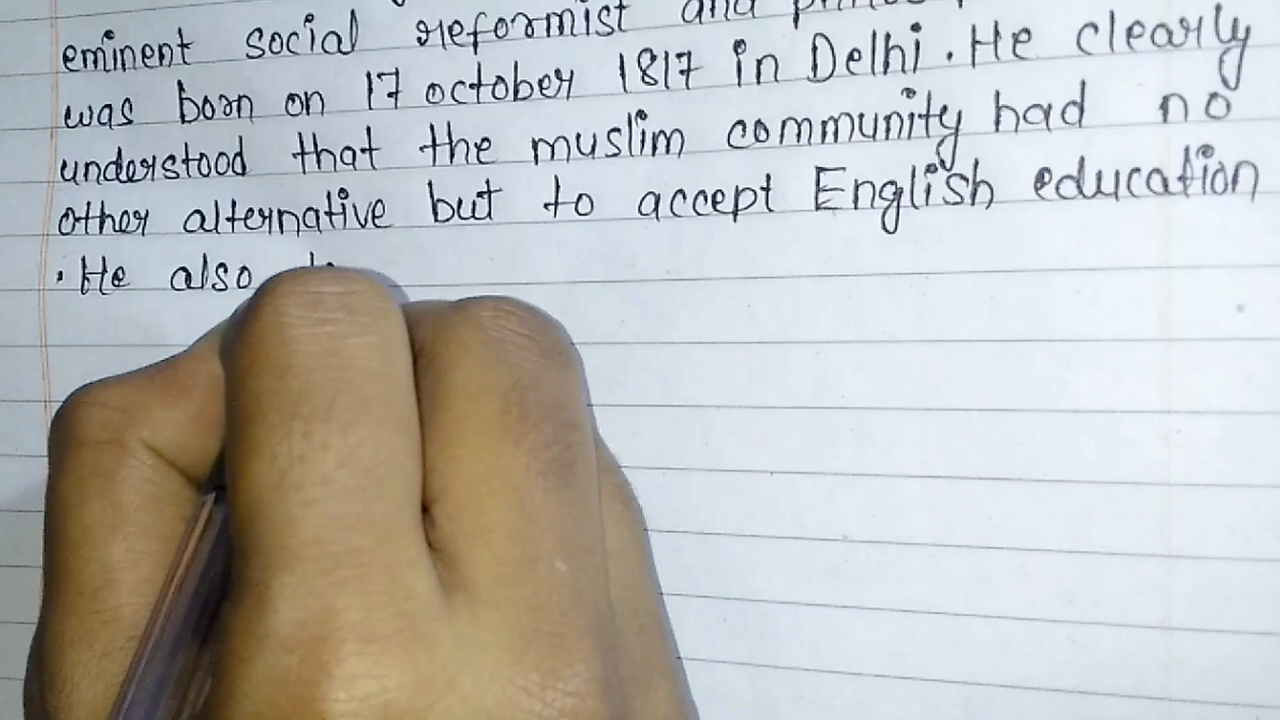 eminent social reformist and
was born on 17 october 1817 in Delhi. He clearly
understood that the muslim community had no
other alternative but to accept English education
. He also